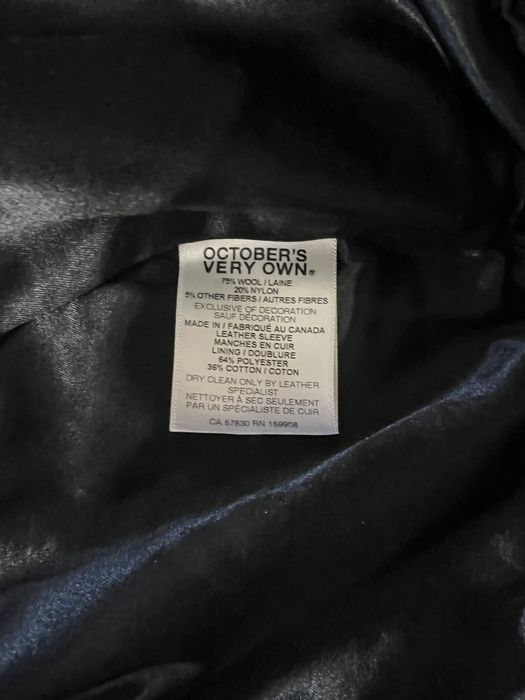 OCTOBER'S
VERY OWN®
75% WOOL / LAINE
20% NYLON
5% OTHER FIBERS / AUTRES FIBRES
EXCLUSIVE OF DECORATION
SAUF DÉCORATION
MADE IN / FABRIQUÉ AU CANADA
LEATHER SLEEVE
MANCHES EN CUIR
LINING / DOUBLURE
64% POLYESTER
36% COTTON / COTON
DRY CLEAN ONLY BY LEATHER
SPECIALIST
NETTOYER À SEC SEULEMENT
PAR UN SPÉCIALISTE DE CUIR
CA 57830 RN 159908